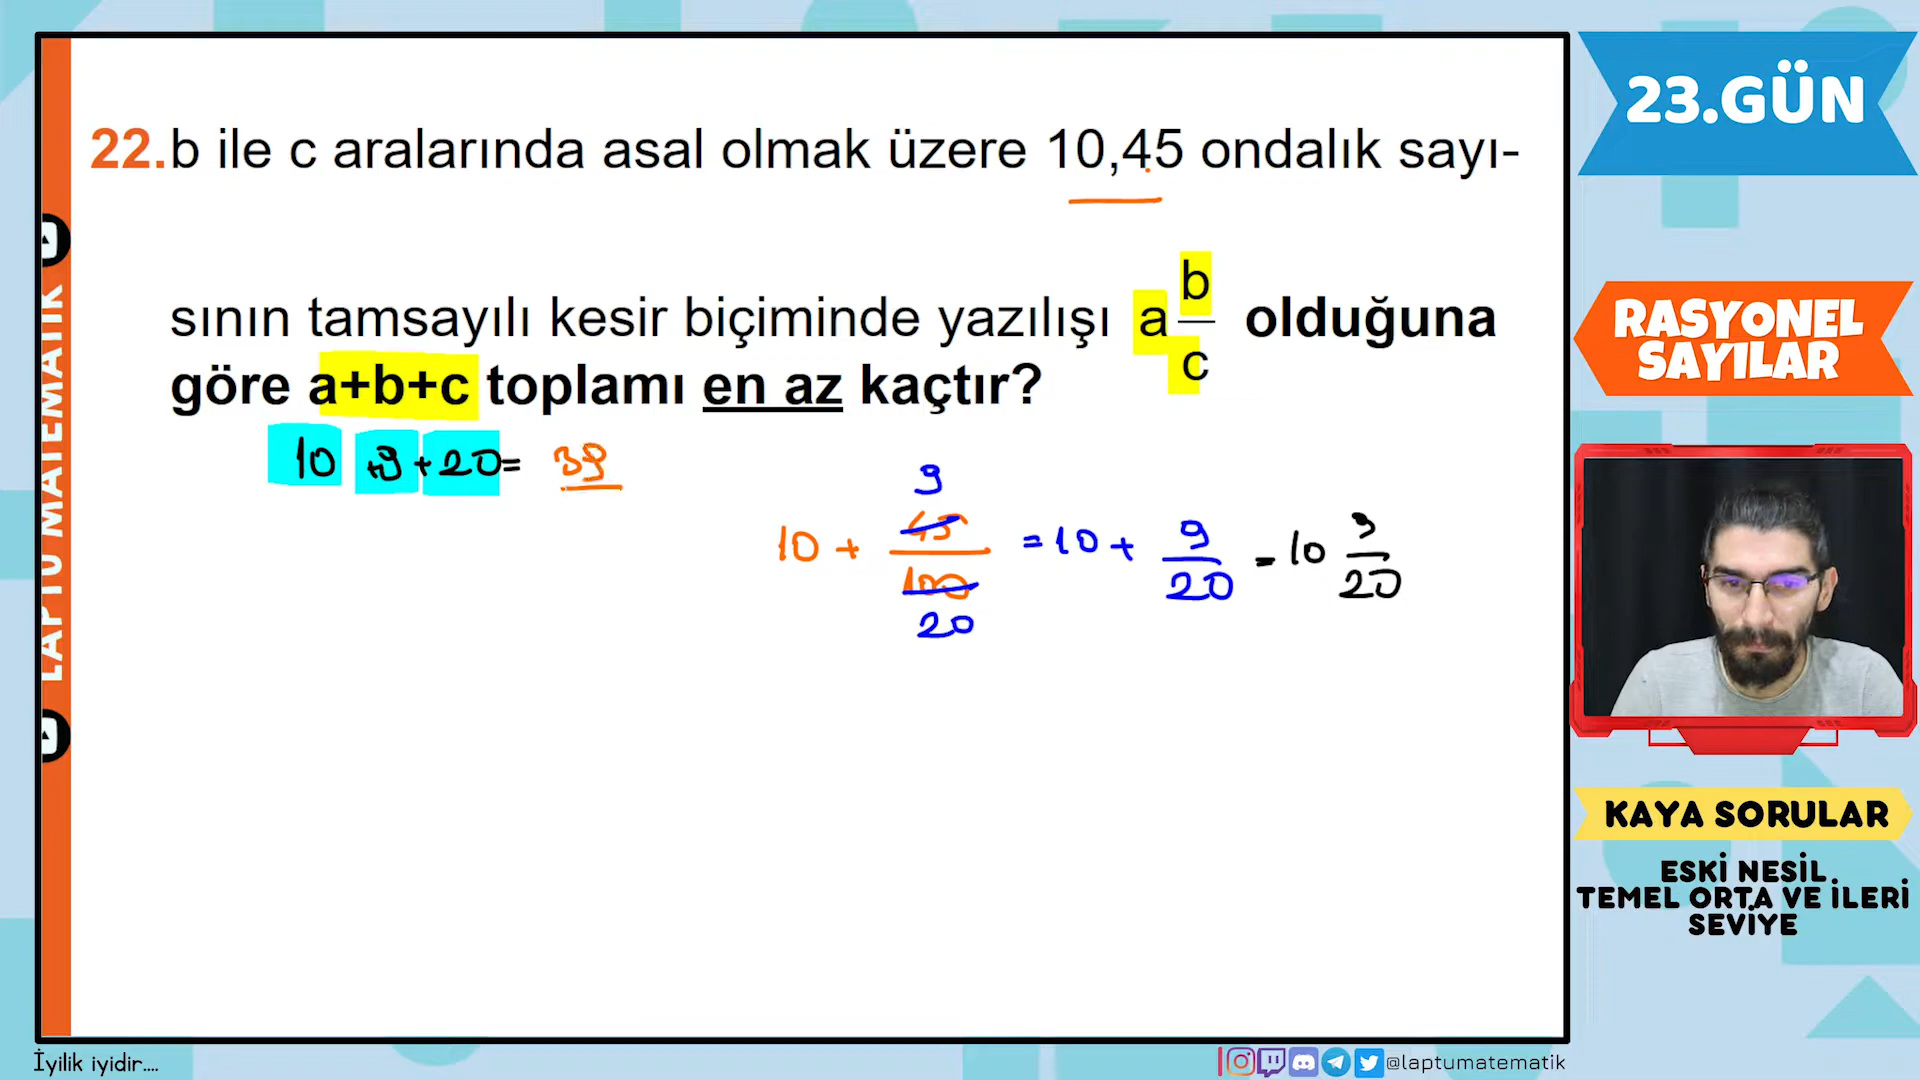 22. b ile c aralarında asal olmak üzere 10,45 ondalık sayı-
sının tamsayılı kesir biçiminde yazılışı a b/c olduğuna
göre a+b+c toplamı en az kaçtır?
10 +9 +20= 39
10 + 45/100 = 10 + 9/20 = 10 9/20
9
20
LAPTU MATEMATİK
23.GÜN
RASYONEL
SAYILAR
KAYA SORULAR
ESKİ NESİL
TEMEL ORTA VE İLERİ
SEVİYE
İyilik iyidir....
@laptumatematik